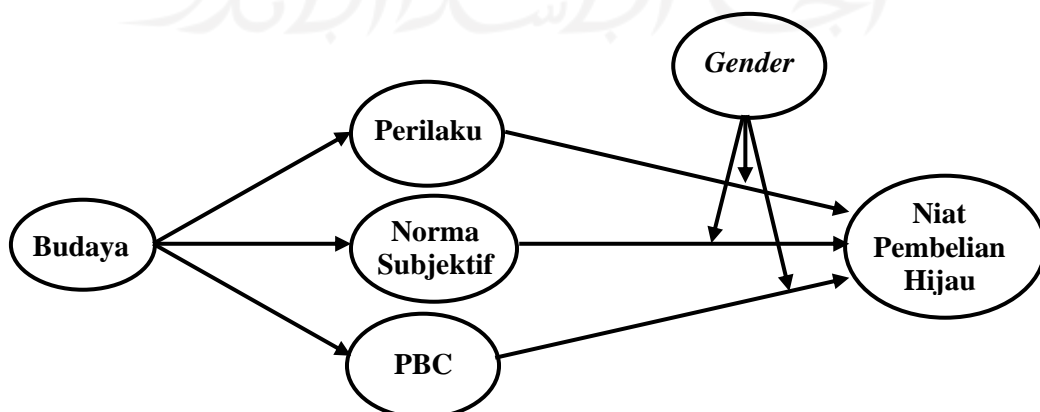 Gender
Perilaku
Budaya
Norma
Subjektif
PBC
Niat
Pembelian
Hijau